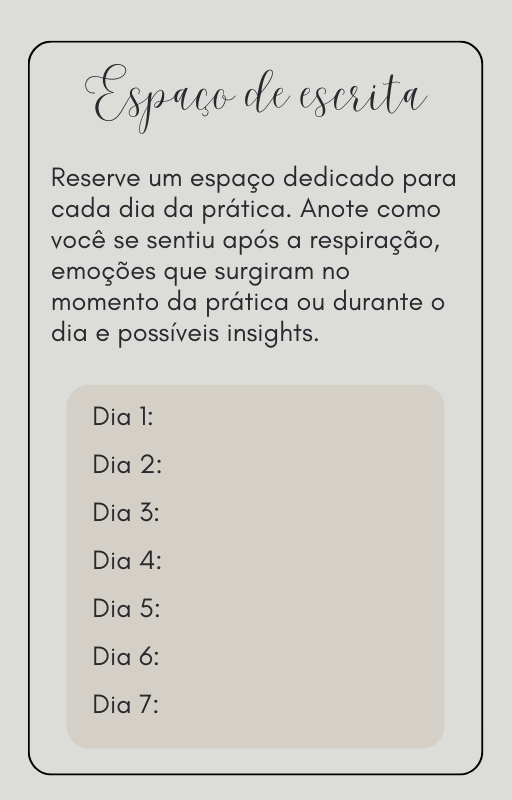 Espaço de escrita
Reserve um espaço dedicado para
cada dia da prática. Anote como
você se sentiu após a respiração,
emoções que surgiram no
momento da prática ou durante o
dia e possíveis insights.
Dia 1:
Dia 2:
Dia 3:
Dia 4:
Dia 5:
Dia 6:
Dia 7: